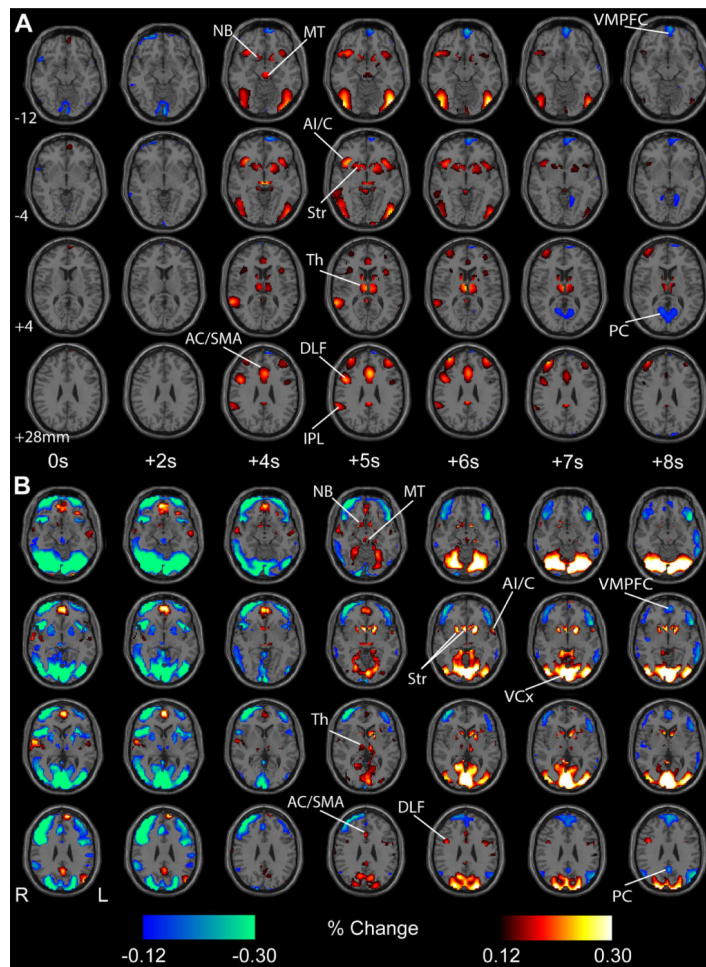 A
NB
MT
VMPFC
-12
AI/C
Str
-4
Th
PC
+4
AC/SMA
DLF
IPL
+28mm
0s +2s +4s +5s +6s +7s +8s
B
NB
MT
AI/C
VMPFC
Str
VCx
Th
AC/SMA
DLF
PC
R L
% Change
-0.12 -0.30 0.12 0.30